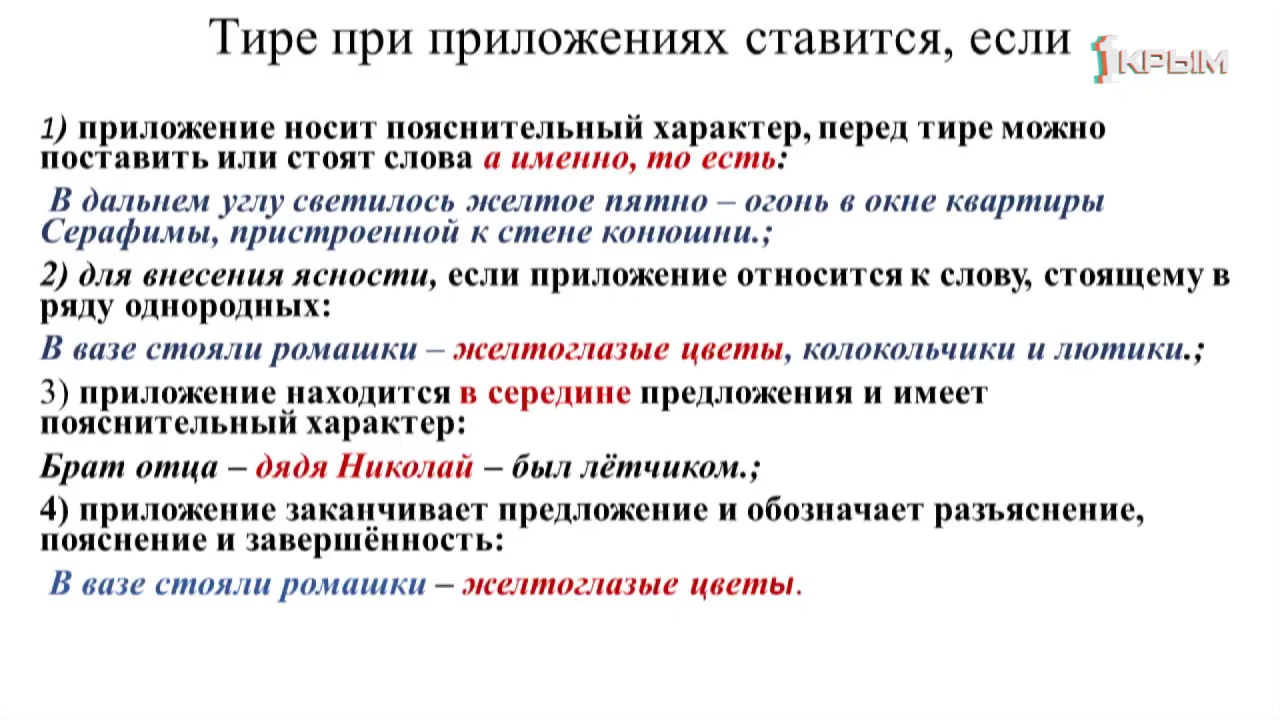 Тире при приложениях ставится, если
1КРЫМ
1) приложение носит пояснительный характер, перед тире можно
поставить или стоят слова а именно, то есть:
В дальнем углу светилось желтое пятно – огонь в окне квартиры
Серафимы, пристроенной к стене конюшни.;
2) для внесения ясности, если приложение относится к слову, стоящему в
ряду однородных:
В вазе стояли ромашки – желтоглазые цветы, колокольчики и лютики.;
3) приложение находится в середине предложения и имеет
пояснительный характер:
Брат отца – дядя Николай – был лётчиком.;
4) приложение заканчивает предложение и обозначает разъяснение,
пояснение и завершённость:
В вазе стояли ромашки – желтоглазые цветы.